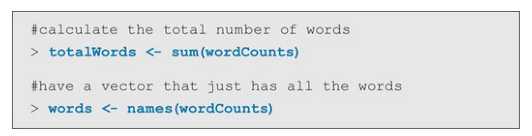 #calculate the total number of words
> totalWords <- sum(wordCounts)
#have a vector that just has all the words
> words <- names(wordCounts)